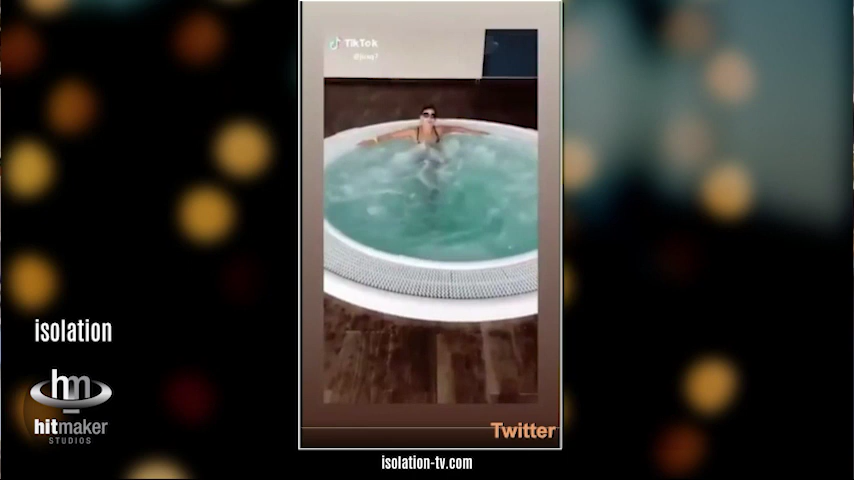 TikTok
isolation
hm
hitmaker
STUDIOS
Twitter
isolation-tv.com